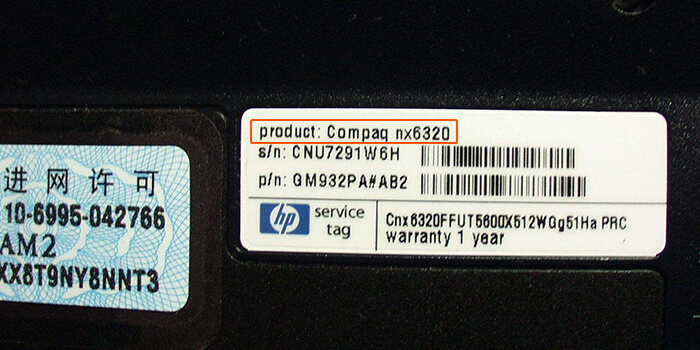 进网许可
10-6995-042766
AM2
XX8T9NY8NNT3
product: Compaq nx6320
s/n: CNU7291W6H
p/n: GM932PA#AB2
hp service tag
Cnx6320FFUT5600X512WGg51Ha PRC
warranty 1 year